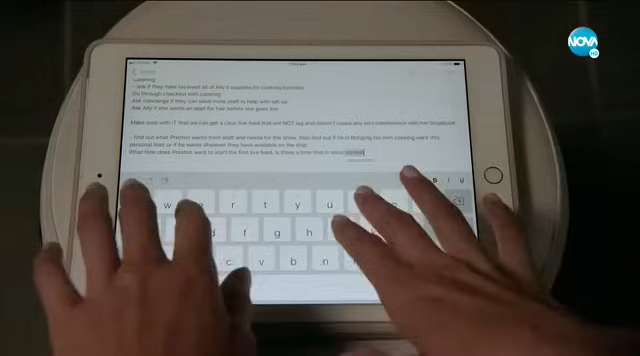 Catering
- ask if they have received all of Ally's supplies for cooking
Go through checklist with catering
Ask concierge if they can send more staff to help with set up
Ask Ally if she wants an appt for hair before she goes live
Make sure with IT that we can get a clear live feed that will NOT lag and doesn't cause any interference with the broadcast
- find out what Preston wants from staff and needs for the show. Also find out if he is bringing his own cooking ware this
personal feel or if he wants whatever they have available on the ship
What time does Preston want to start the first live feed. Is there a time that is more
B I U
w e r t y u
d f g h j
c v b n
NOVA
HD